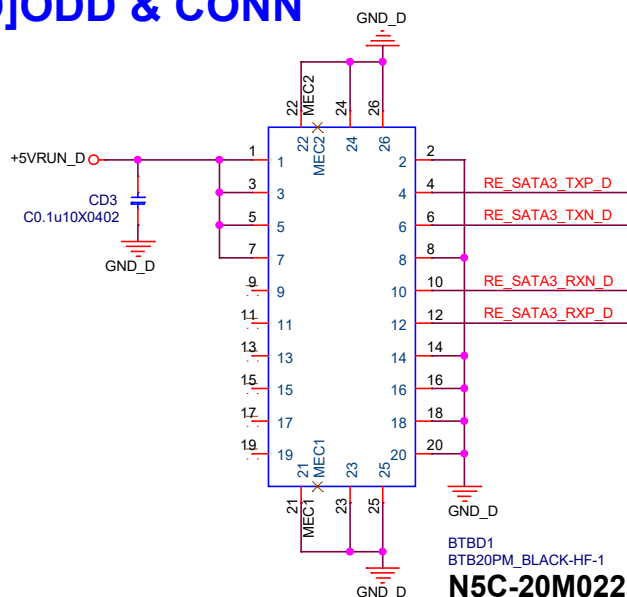 ]ODD & CONN
GND_D
22
MEC2
24
26
22
MEC2
24
26
+5VRUN_D
1
1
2
2
3
3
4
4
RE_SATA3_TXP_D
CD3
C0.1u10X0402
5
5
6
6
RE_SATA3_TXN_D
GND_D
7
7
8
8
9
9
10
10
RE_SATA3_RXN_D
11
11
12
12
RE_SATA3_RXP_D
13
13
14
14
15
15
16
16
17
17
18
18
19
19
20
20
21
MEC1
23
25
21
MEC1
23
25
GND_D
GND_D
BTBD1
BTB20PM_BLACK-HF-1
N5C-20M022